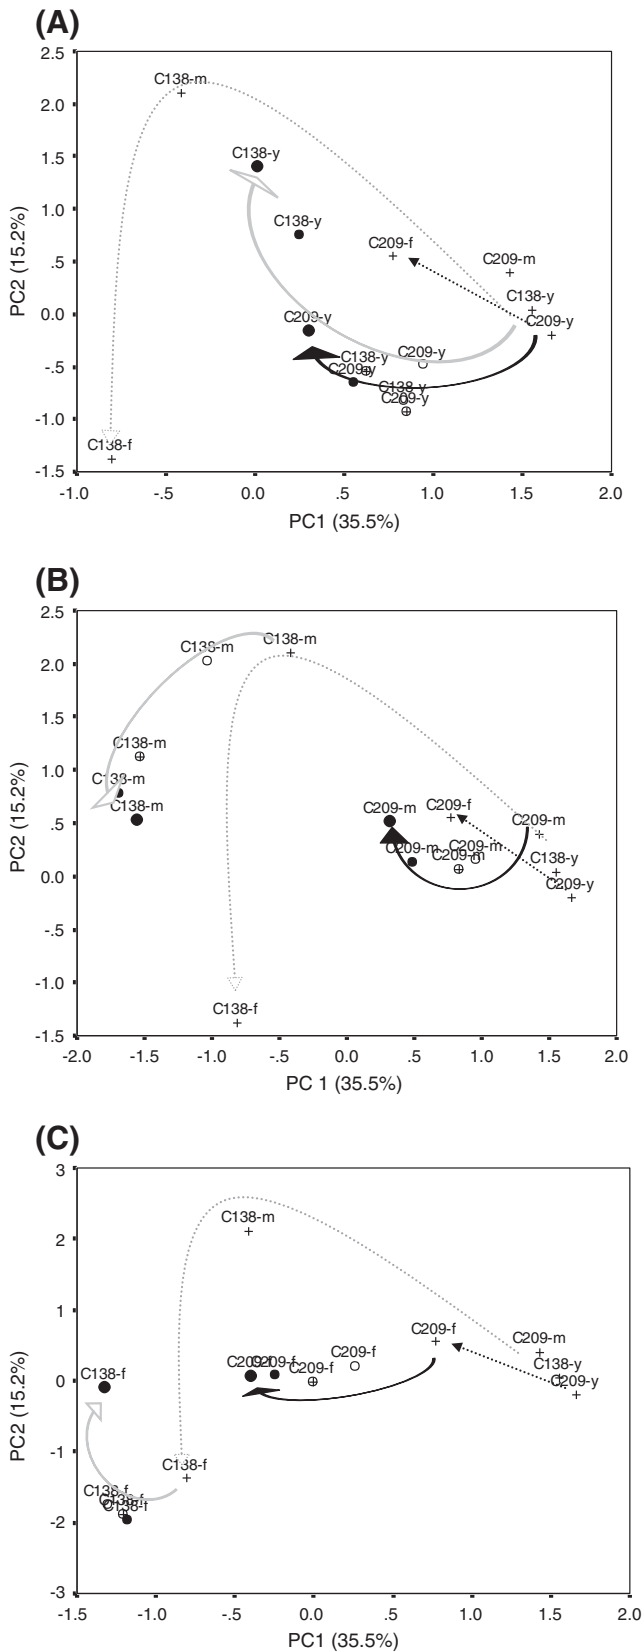 (A)
2.5
2.0
1.5
1.0
.5
0.0
-.5
-1.0
-1.5
PC2 (15.2%)
C138-m
C138-y
C138-y
C209-f
C209-m
C138-y
C209-y
C209-y
C138-y
C209-y
C209-y
C138-y
C209-y
C138-f
-1.0 -.5 0.0 .5 1.0 1.5 2.0
PC1 (35.5%)
(B)
2.5
2.0
1.5
1.0
.5
0.0
-.5
-1.0
-1.5
PC2 (15.2%)
C138-m
C138-m
C138-m
C138-m
C138-m
C209-m
C209-f
C209-m
C209-m
C209-m
C209-m
C138-y
C209-y
C138-f
-2.0 -1.5 -1.0 -.5 0.0 .5 1.0 1.5 2.0
PC 1 (35.5%)
(C)
3
2
1
0
-1
-2
-3
PC2 (15.2%)
C138-m
C209-f
C209-m
C138-y
C209-y
C209-f
C209-f
C209-f
C209-f
C138-f
C138-f
C138-f
C138-f
C138-f
-1.5 -1.0 -.5 0.0 .5 1.0 1.5 2.0
PC1 (35.5%)